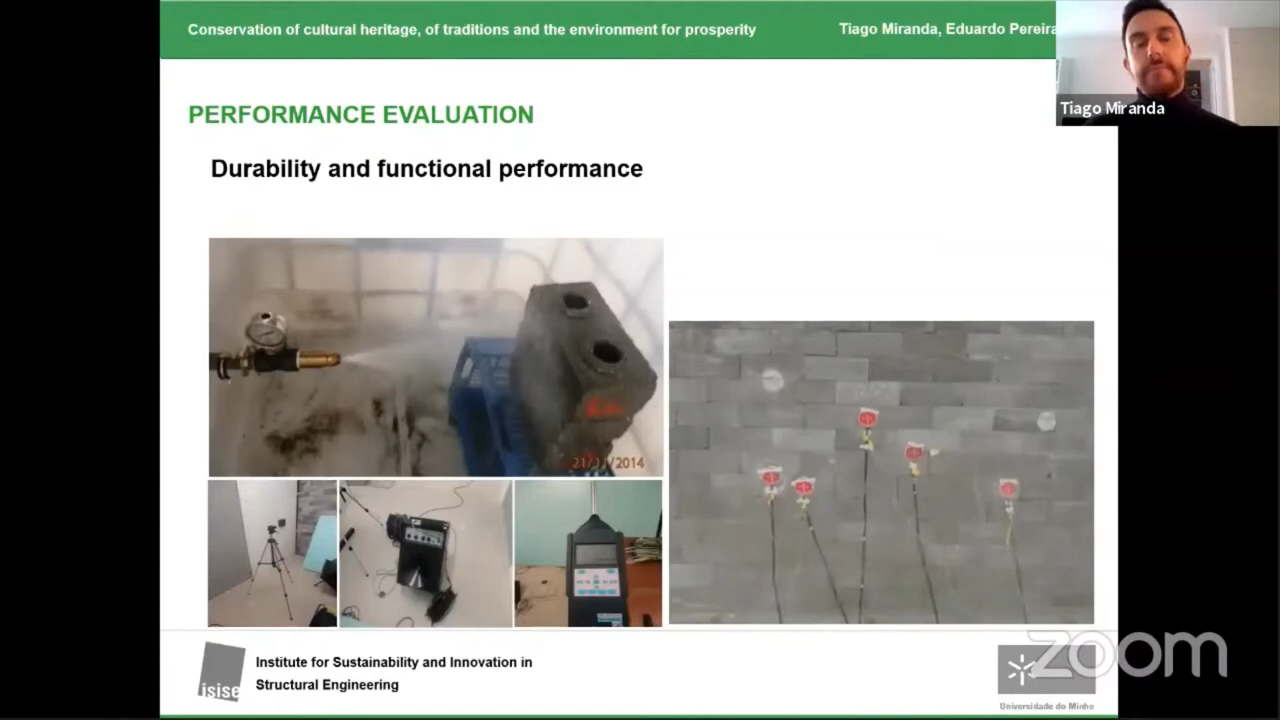 Conservation of cultural heritage, of traditions and the environment for prosperity
Tiago Miranda, Eduardo Pereira
Tiago Miranda
PERFORMANCE EVALUATION
Durability and functional performance
21/11/2014
isise
Institute for Sustainability and Innovation in
Structural Engineering
zoom
Universidade do Minho